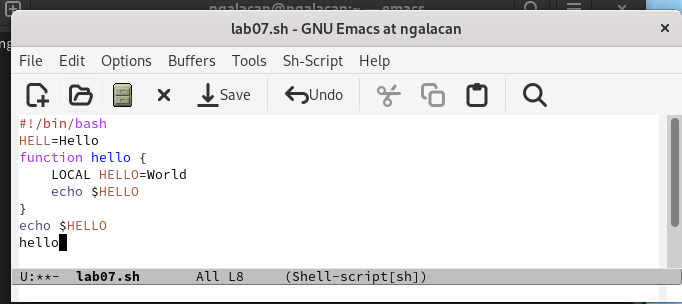 ngalacan@ngalacan:~ — emacs
lab07.sh - GNU Emacs at ngalacan
File Edit Options Buffers Tools Sh-Script Help
Save Undo
#!/bin/bash
HELL=Hello
function hello {
    LOCAL HELLO=World
    echo $HELLO
}
echo $HELLO
hello
U:**- lab07.sh All L8 (Shell-script[sh])